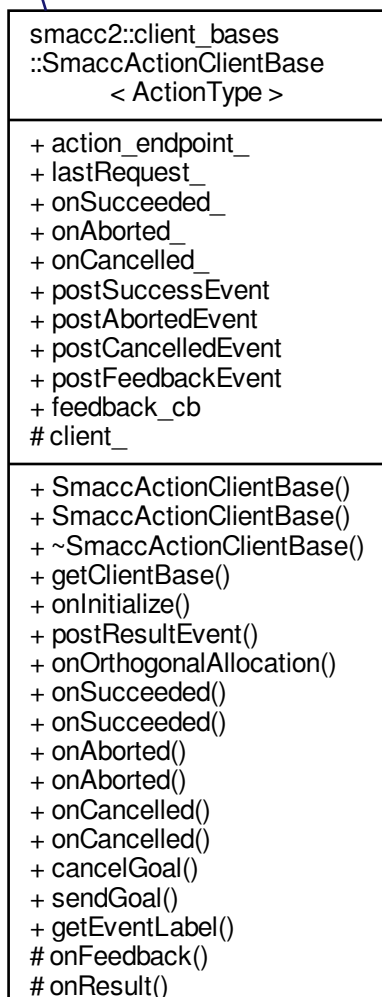 smacc2::client_bases
::SmaccActionClientBase
< ActionType >
+ action_endpoint_
+ lastRequest_
+ onSucceeded_
+ onAborted_
+ onCancelled_
+ postSuccessEvent
+ postAbortedEvent
+ postCancelledEvent
+ postFeedbackEvent
+ feedback_cb
# client_
+ SmaccActionClientBase()
+ SmaccActionClientBase()
+ ~SmaccActionClientBase()
+ getClientBase()
+ onInitialize()
+ postResultEvent()
+ onOrthogonalAllocation()
+ onSucceeded()
+ onSucceeded()
+ onAborted()
+ onAborted()
+ onCancelled()
+ onCancelled()
+ cancelGoal()
+ sendGoal()
+ getEventLabel()
# onFeedback()
# onResult()